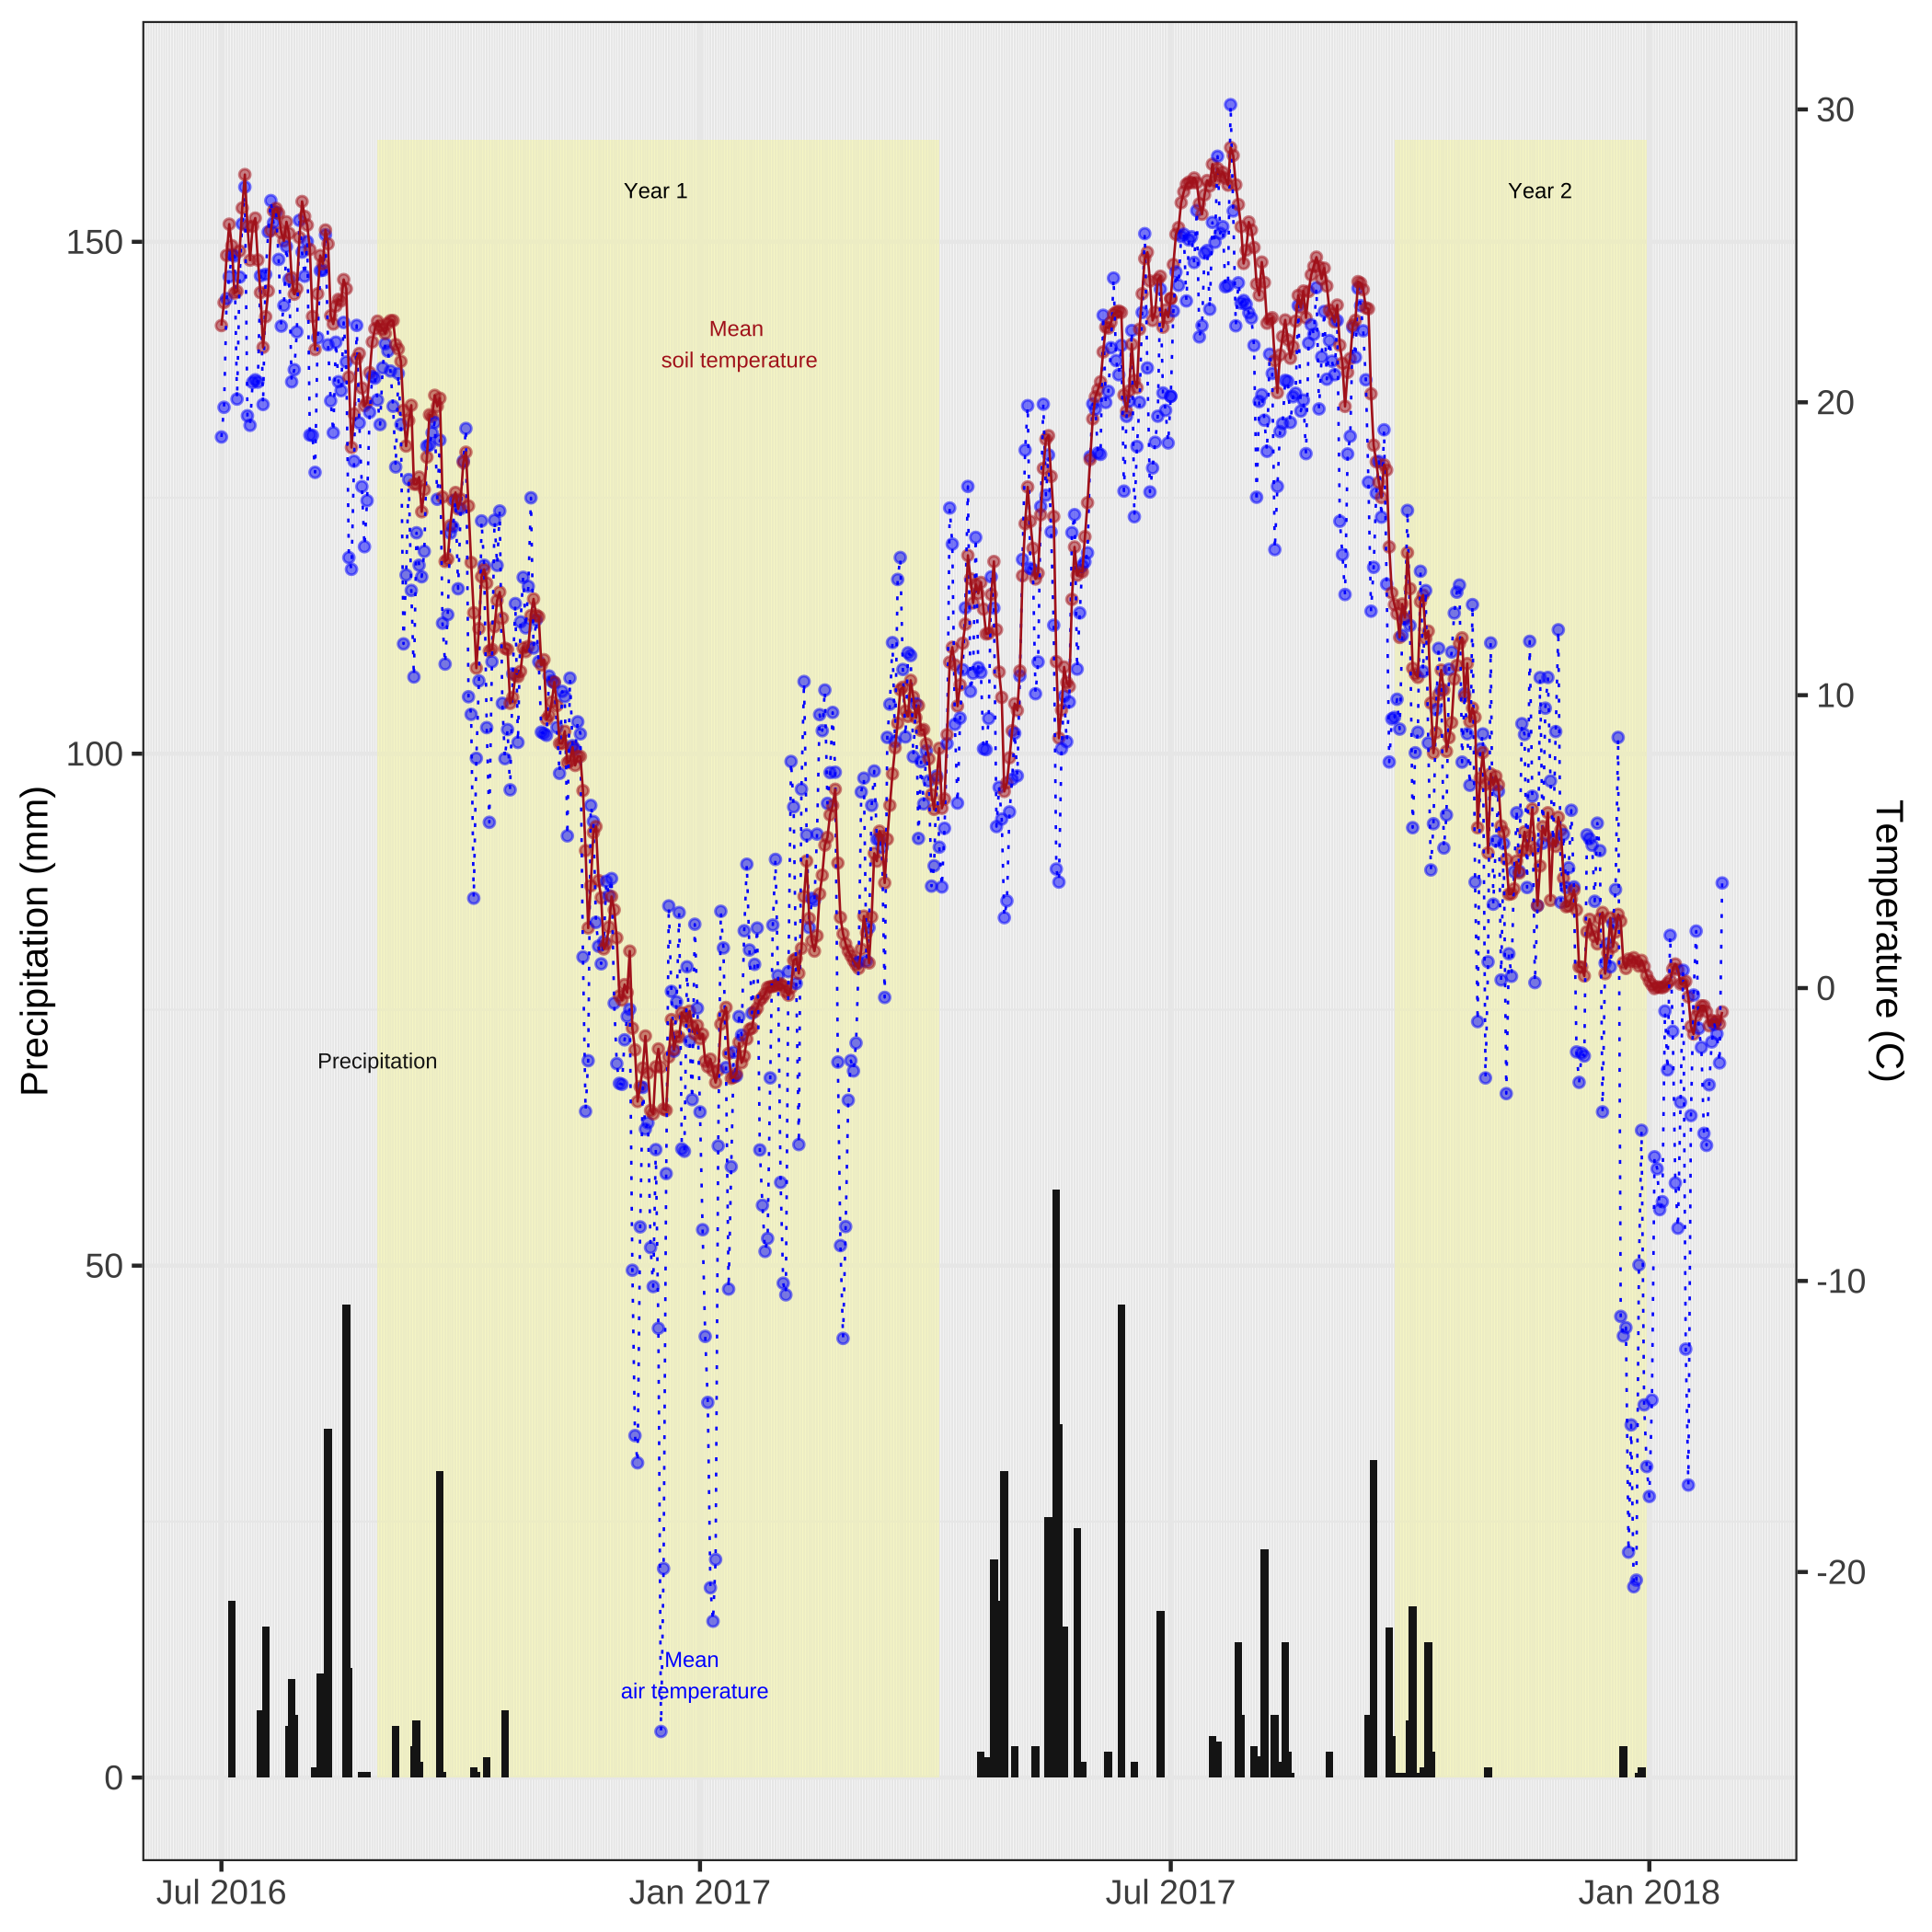 30
Year 1
Year 2
150
Mean
soil temperature
20
10
100
Precipitation (mm)
Temperature (C)
0
Precipitation
50
-10
-20
Mean
air temperature
0
Jul 2016
Jan 2017
Jul 2017
Jan 2018